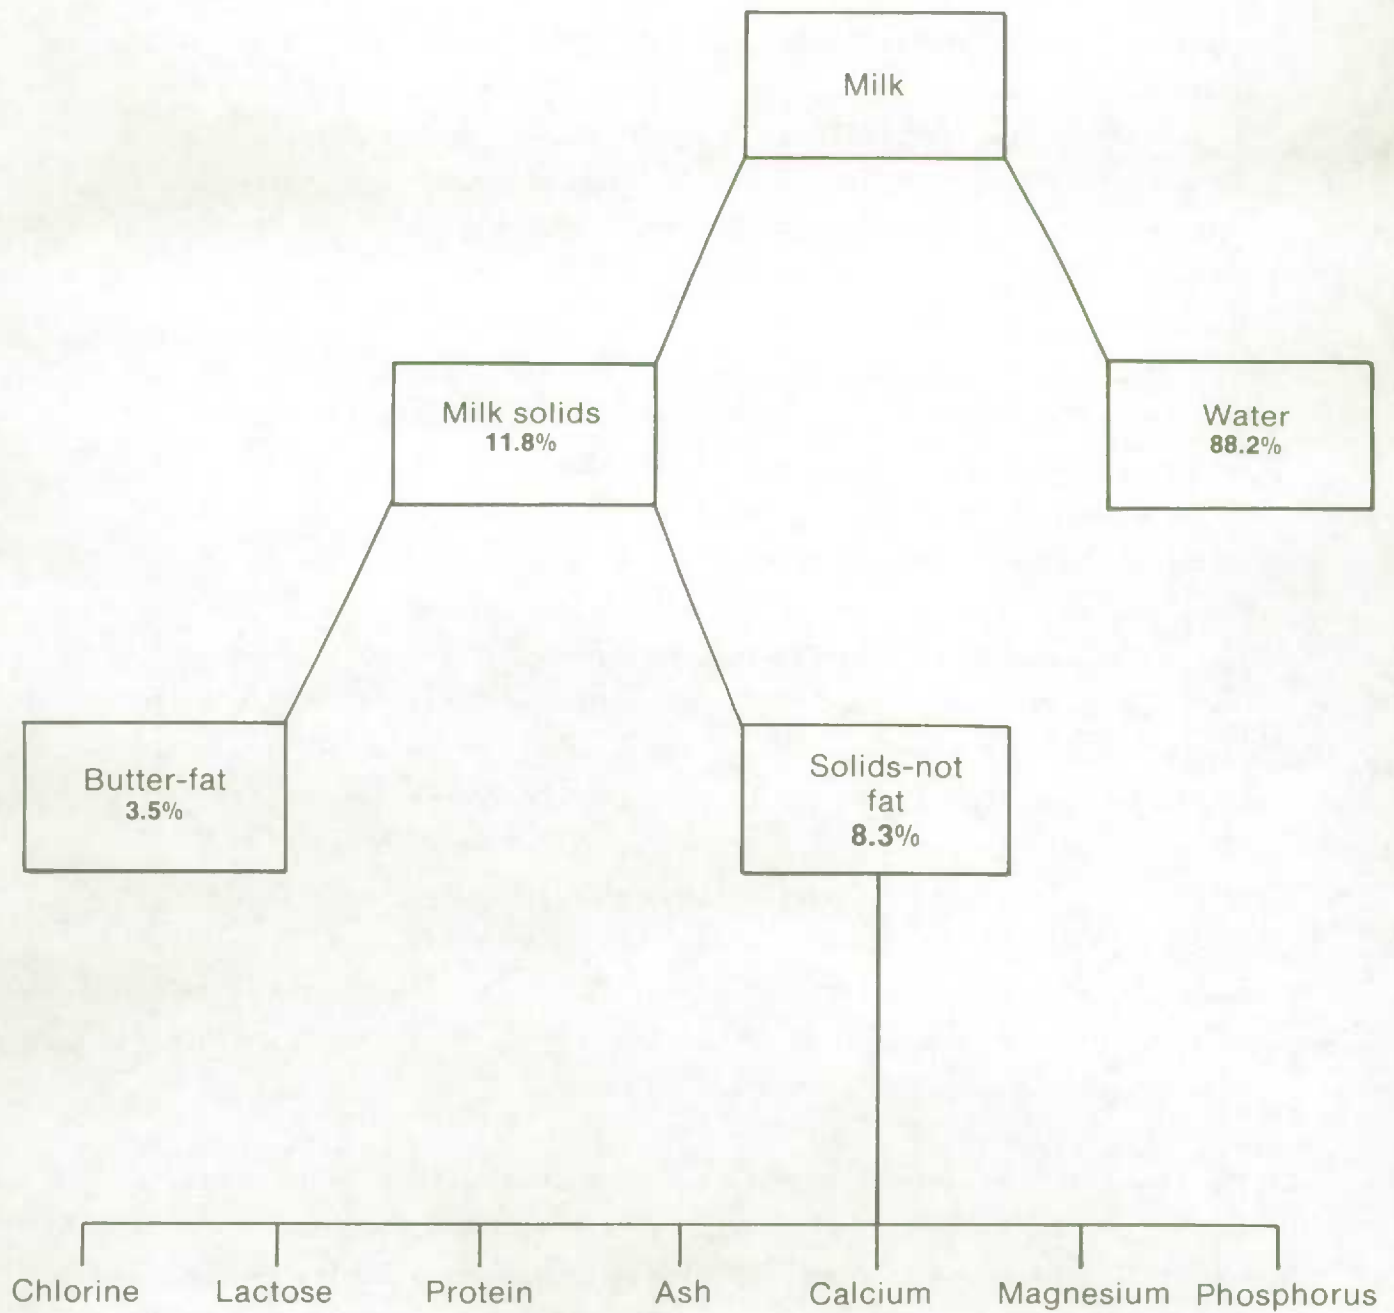 Milk
Milk solids
11.8%
Water
88.2%
Butter-fat
3.5%
Solids-not
fat
8.3%
Chlorine
Lactose
Protein
Ash
Calcium
Magnesium
Phosphorus